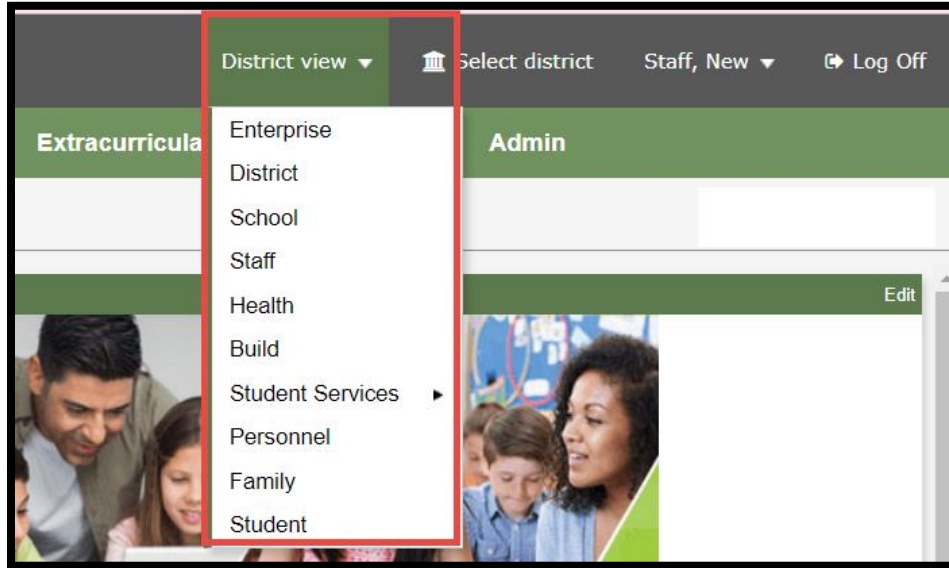 District view Select district Staff, New Log Off
Extracurricula Admin
Enterprise
District
School
Staff
Health
Edit
Build
Student Services
Personnel
Family
Student